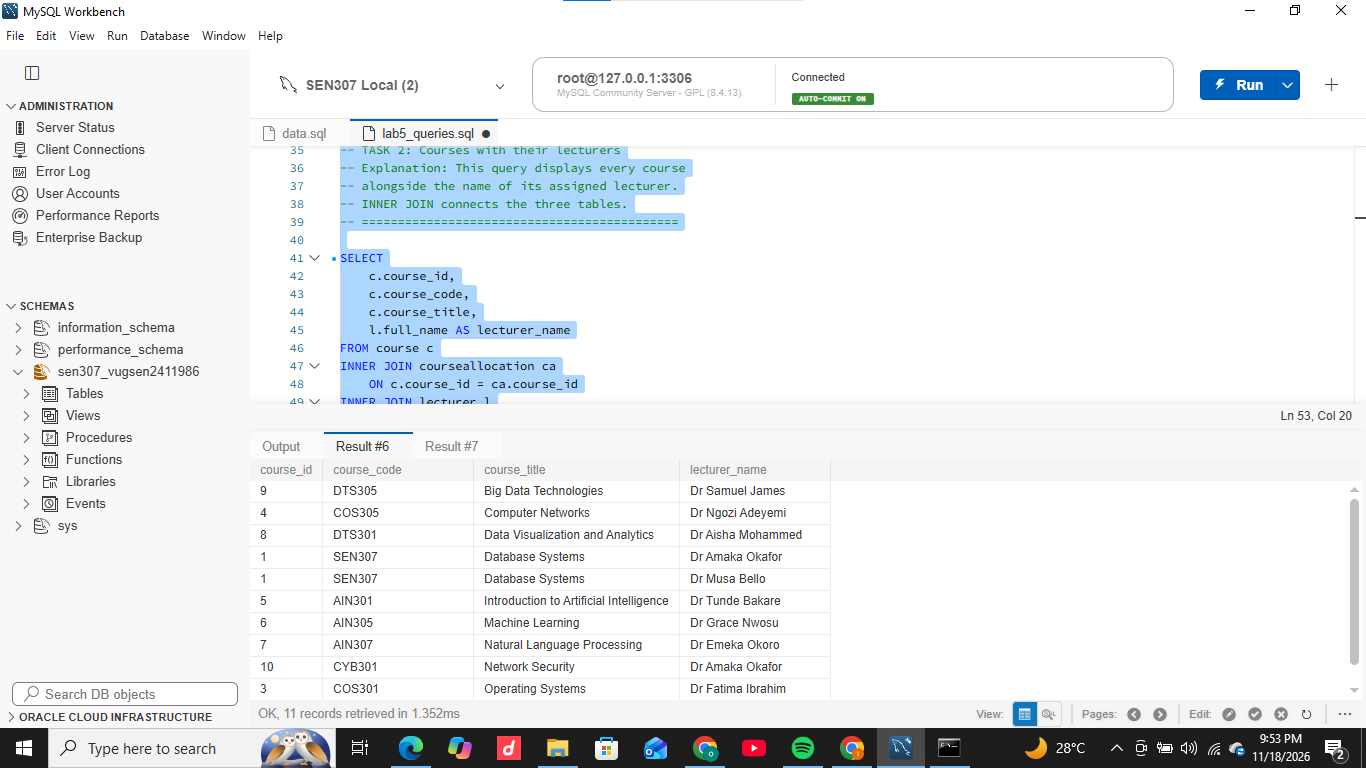 MySQL Workbench
File Edit View Run Database Window Help
SEN307 Local (2)
root@127.0.0.1:3306
MySQL Community Server - GPL (8.4.13)
Connected
AUTO-COMMIT ON
Run
ADMINISTRATION
Server Status
Client Connections
Error Log
User Accounts
Performance Reports
Enterprise Backup
SCHEMAS
information_schema
performance_schema
sen307_vugsen2411986
Tables
Views
Procedures
Functions
Libraries
Events
sys
Search DB objects
ORACLE CLOUD INFRASTRUCTURE
data.sql lab5_queries.sql
35 -- TASK 2: Courses with their lecturers
36 -- Explanation: This query displays every course
37 -- alongside the name of its assigned lecturer.
38 -- INNER JOIN connects the three tables.
39 -- ============================================
40
41 SELECT
42 c.course_id,
43 c.course_code,
44 c.course_title,
45 l.full_name AS lecturer_name
46 FROM course c
47 INNER JOIN courseallocation ca
48 ON c.course_id = ca.course_id
49 INNER JOIN lecturer l
Ln 53, Col 20
Output Result #6 Result #7
course_id course_code course_title lecturer_name
9 DTS305 Big Data Technologies Dr Samuel James
4 COS305 Computer Networks Dr Ngozi Adeyemi
8 DTS301 Data Visualization and Analytics Dr Aisha Mohammed
1 SEN307 Database Systems Dr Amaka Okafor
1 SEN307 Database Systems Dr Musa Bello
5 AIN301 Introduction to Artificial Intelligence Dr Tunde Bakare
6 AIN305 Machine Learning Dr Grace Nwosu
7 AIN307 Natural Language Processing Dr Emeka Okoro
10 CYB301 Network Security Dr Amaka Okafor
3 COS301 Operating Systems Dr Fatima Ibrahim
OK, 11 records retrieved in 1.352ms
View: Pages: Edit:
Type here to search
28°C
9:53 PM
11/18/2026
2